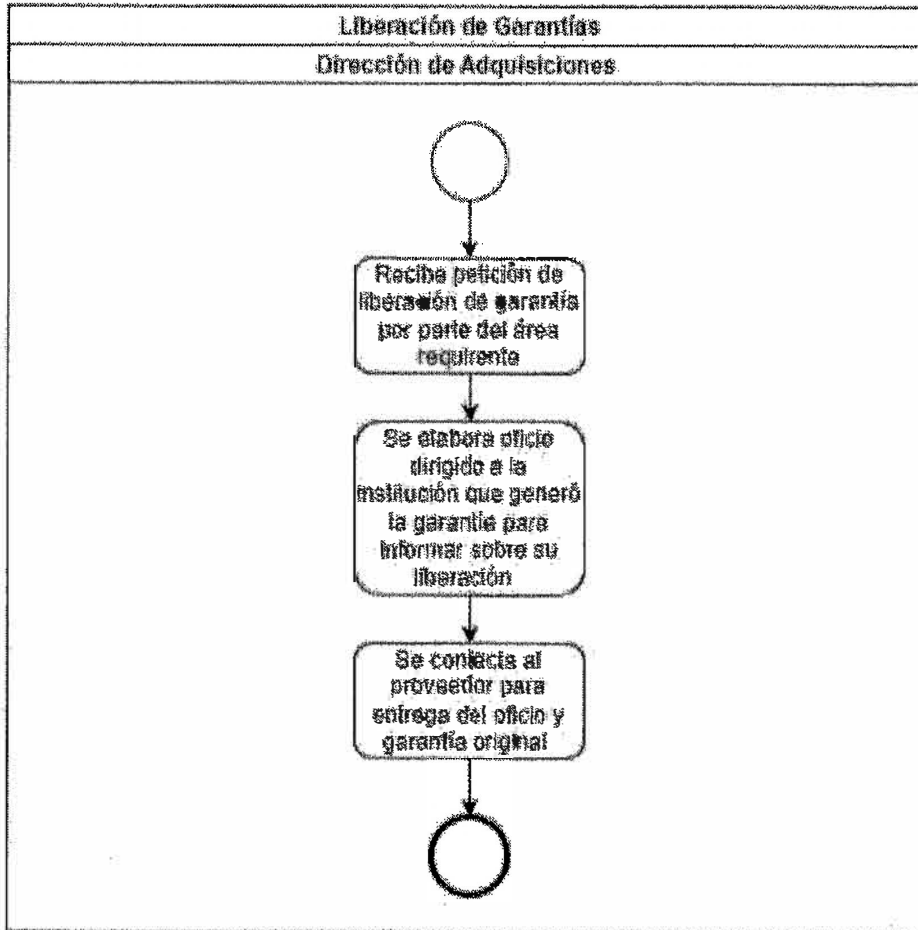 Liberación de Garantías
Dirección de Adquisiciones
Recibe petición de
liberación de garantía
por parte del área
requirente
Se elabora oficio
dirigido a la
institución que generó
la garantía para
informar sobre su
liberación
Se contacta al
proveedor para
entrega del oficio y
garantía original